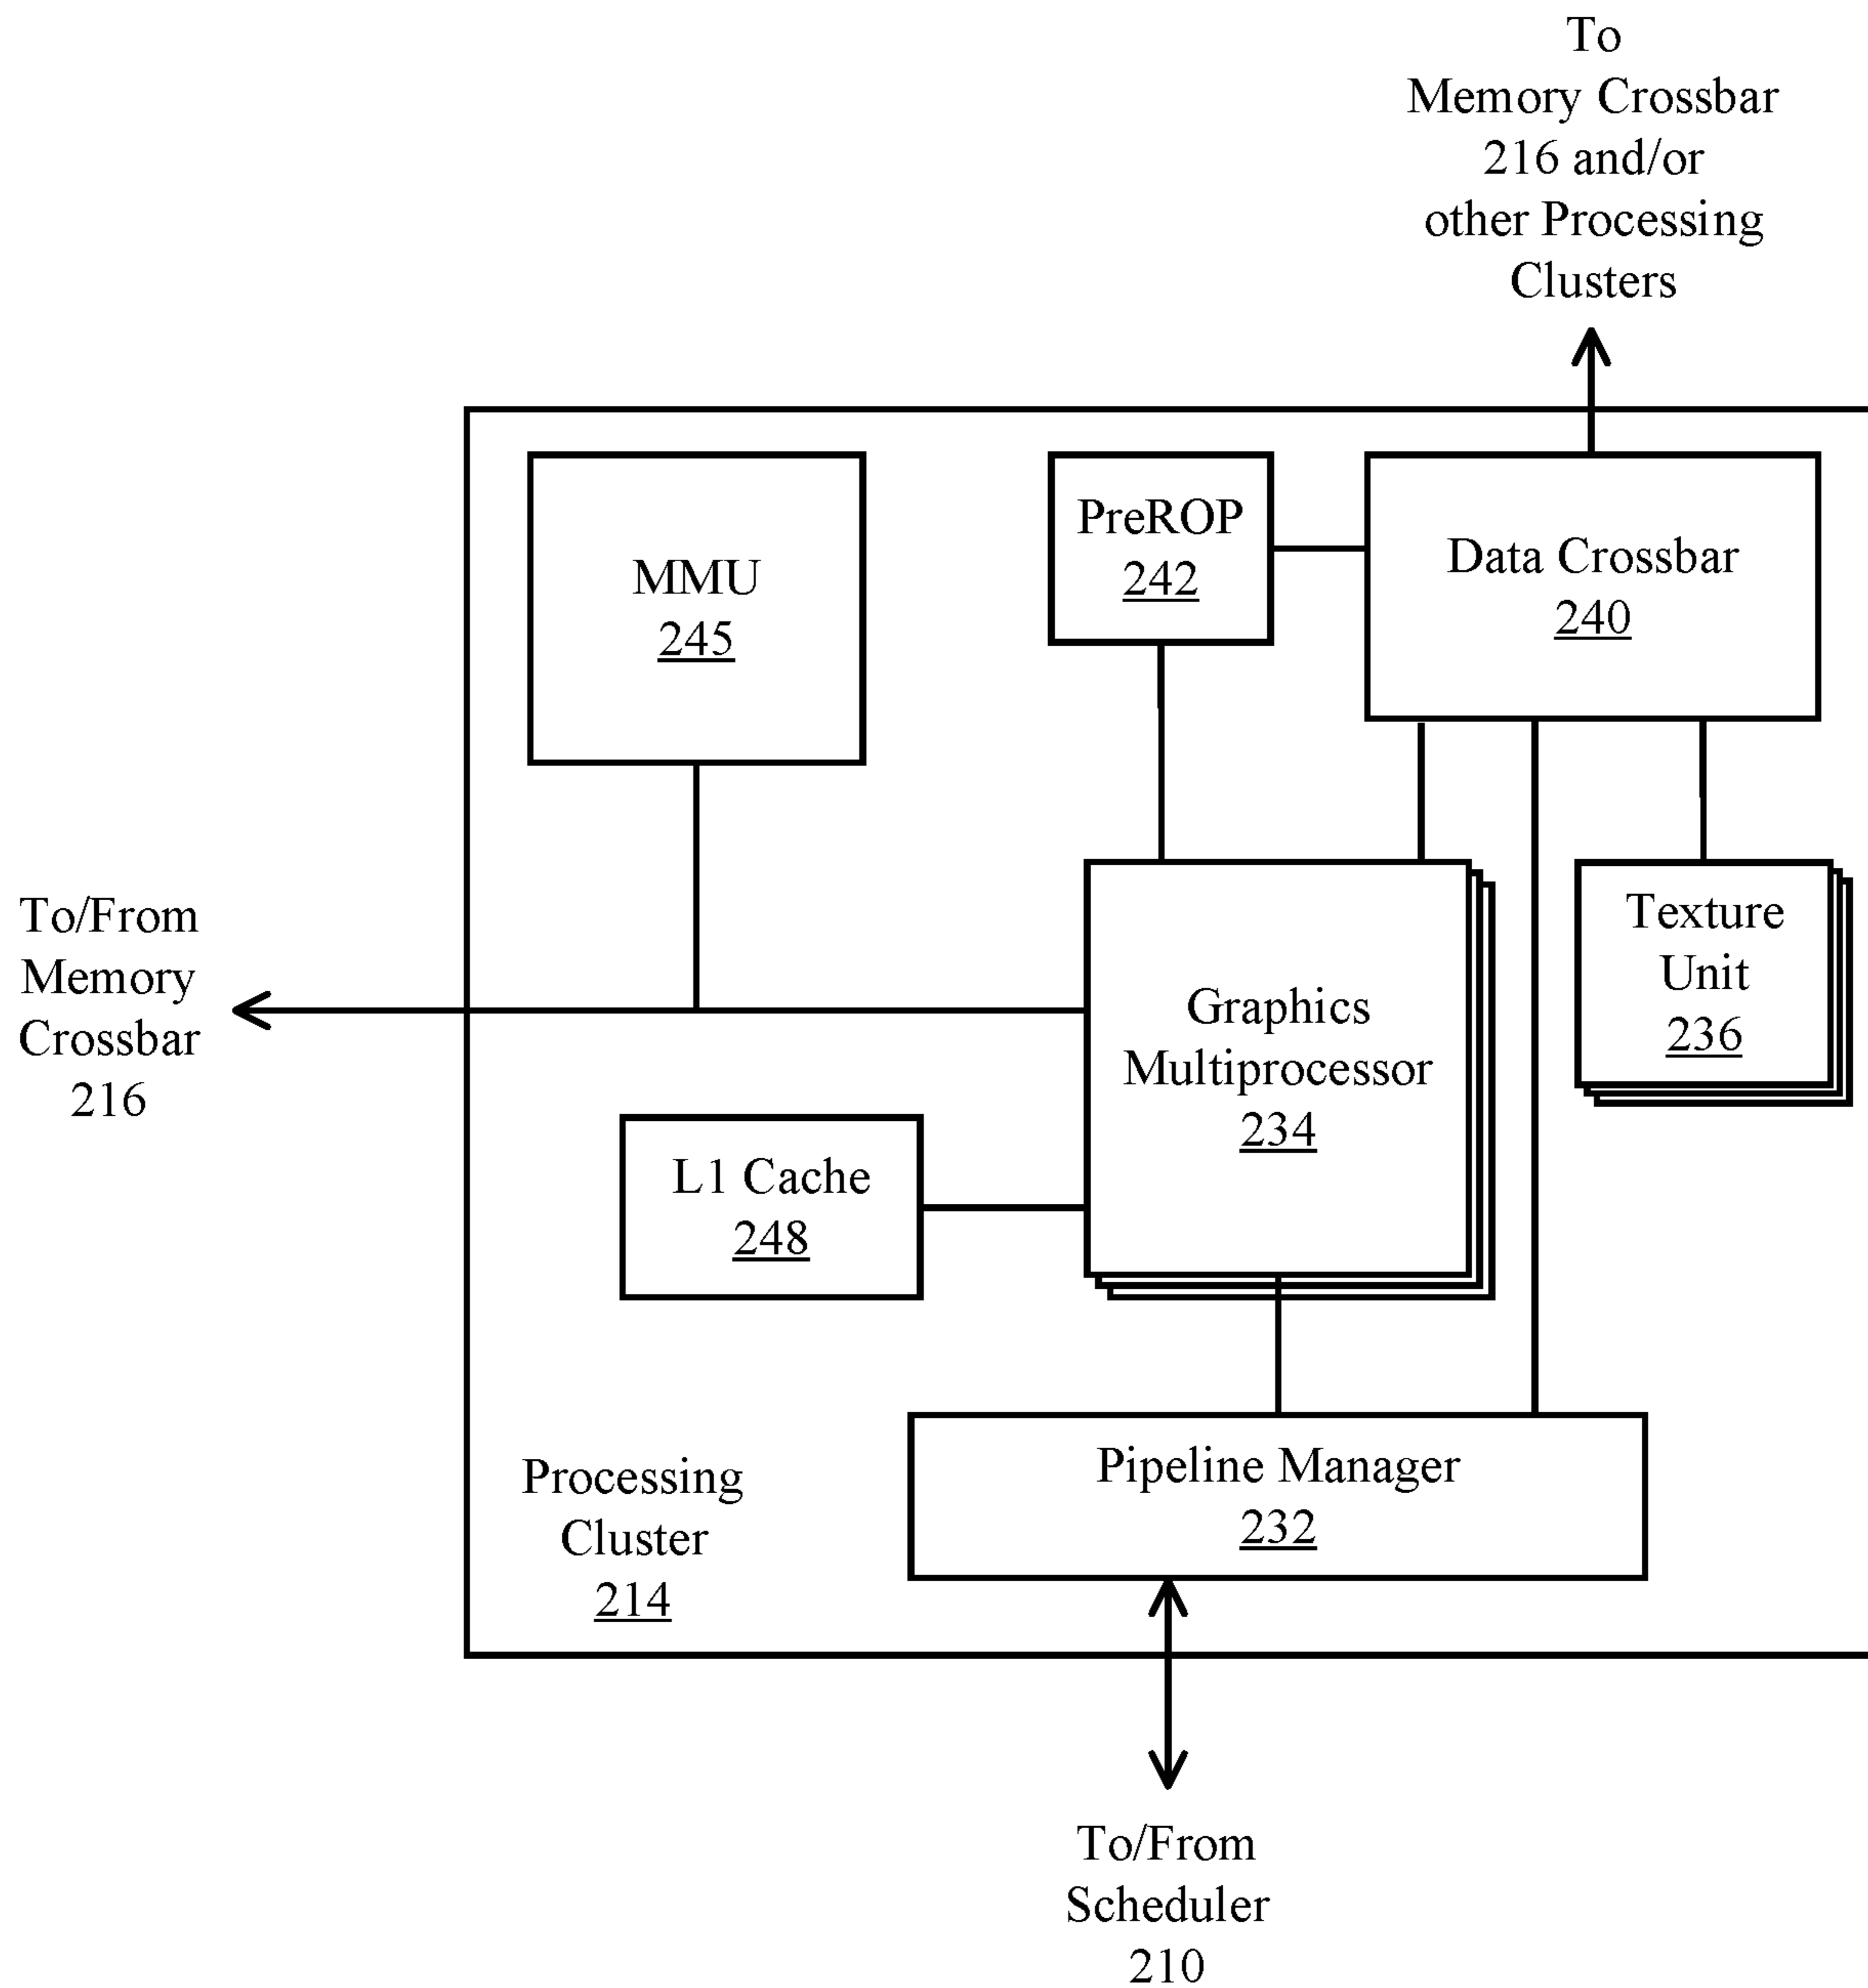 To
Memory Crossbar
216 and/or
other Processing
Clusters
MMU
245
PreROP
242
Data Crossbar
240
To/From
Memory
Crossbar
216
Graphics
Multiprocessor
234
Texture
Unit
236
L1 Cache
248
Processing
Cluster
214
Pipeline Manager
232
To/From
Scheduler
210